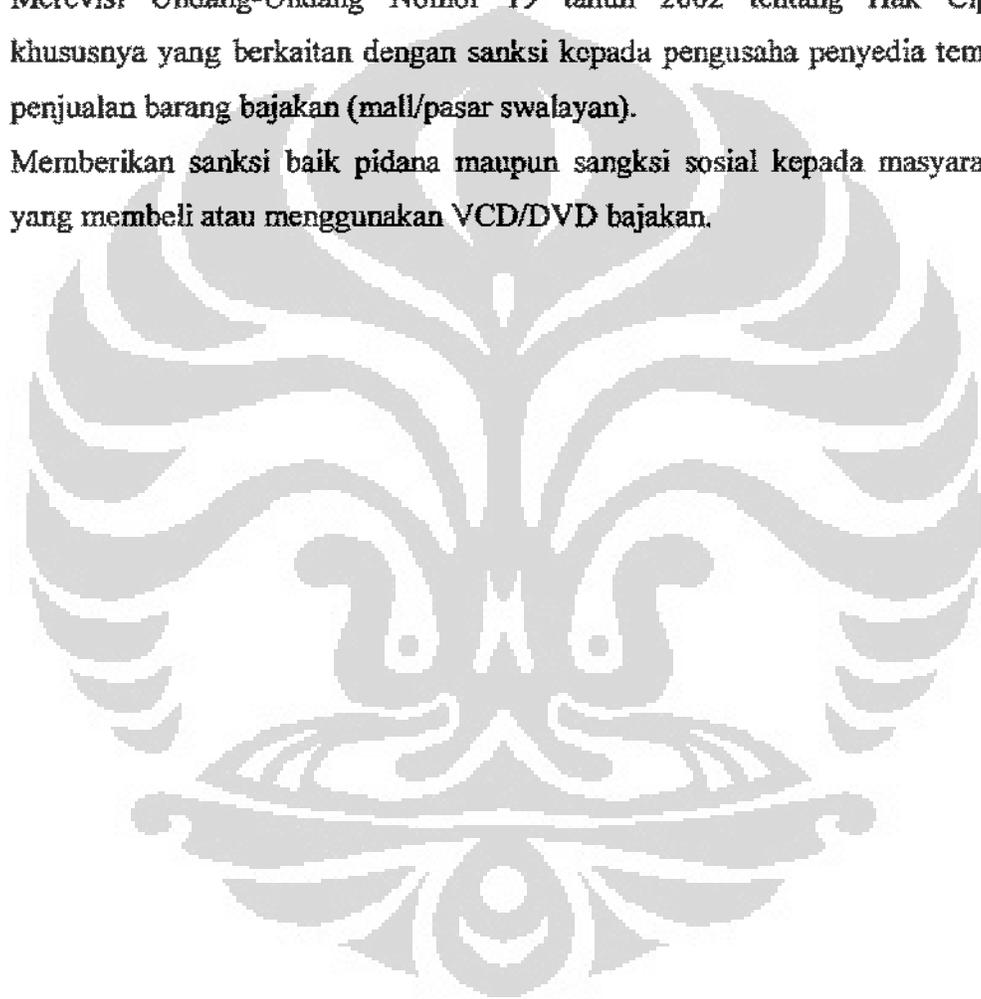 Merevisi Undang-Undang Nomor 19 tahun 2002 tentang Hak
khususnya yang berkaitan dengan sanksi kepada pengusaha penyedia tem
penjualan barang bajakan (mall/pasar swalayan).
Memberikan sanksi baik pidana maupun sangksi sosial kepada masyara
yang membeli atau menggunakan VCD/DVD bajakan.